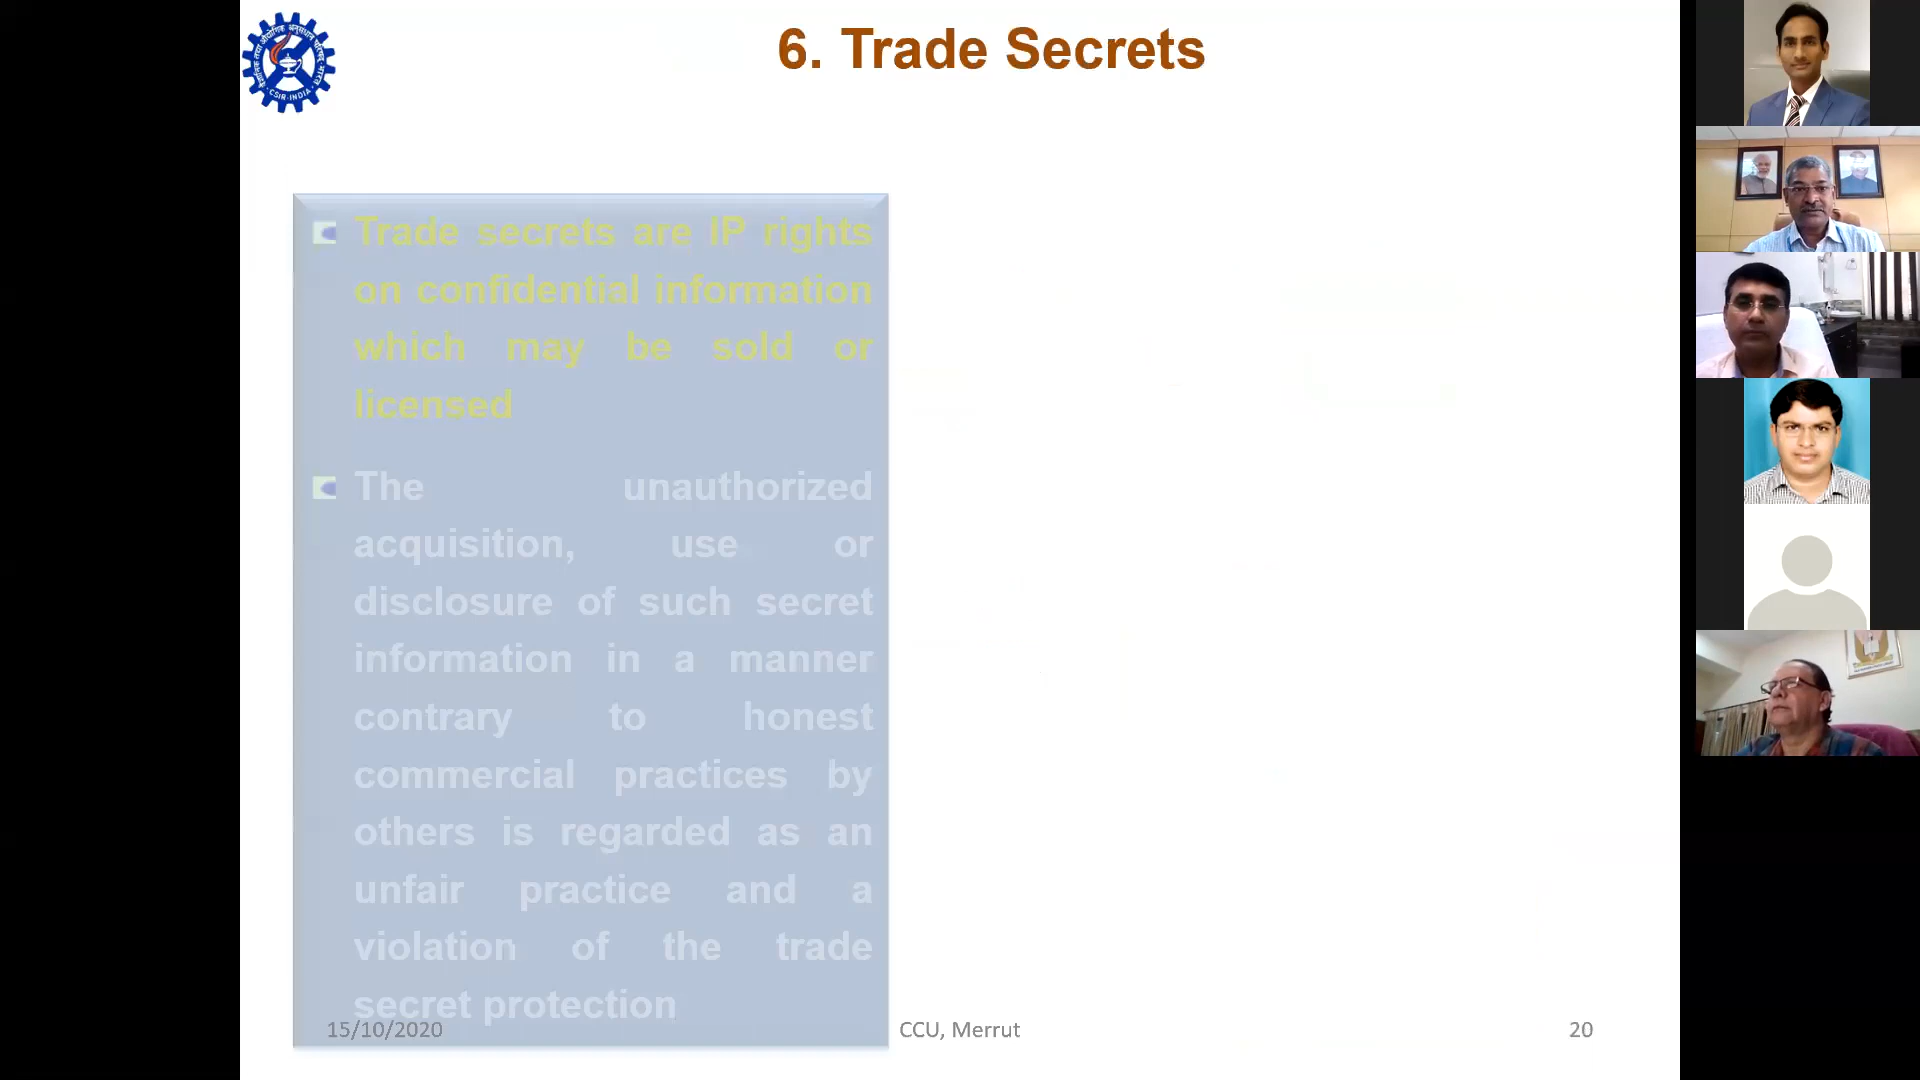 6. Trade Secrets
CSIR-INDIA
Trade secrets are IP rights
on confidential information
which may be sold or
licensed
The unauthorized
acquisition, use or
disclosure of such secret
information in a manner
contrary to honest
commercial practices by
others is regarded as an
unfair practice and a
violation of the trade
secret protection
15/10/2020
CCU, Merrut
20